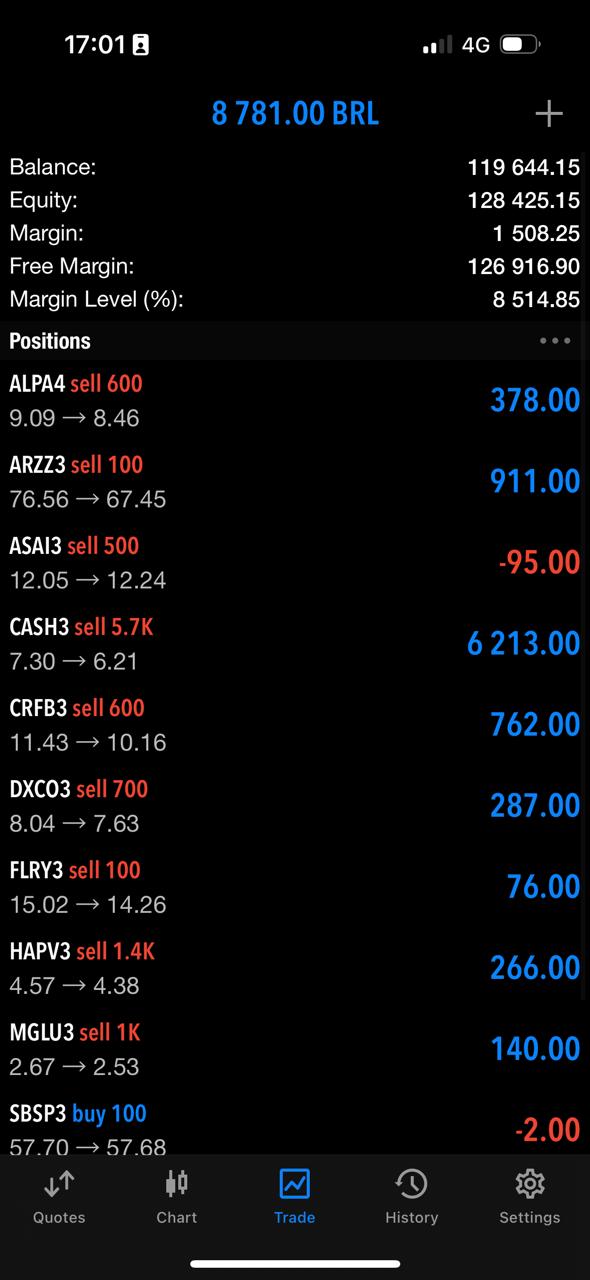 17:01 4G
8 781.00 BRL
Balance: 119 644.15
Equity: 128 425.15
Margin: 1 508.25
Free Margin: 126 916.90
Margin Level (%): 8 514.85
Positions
ALPA4 sell 600
9.09 → 8.46 378.00
ARZZ3 sell 100
76.56 → 67.45 911.00
ASAI3 sell 500
12.05 → 12.24 -95.00
CASH3 sell 5.7K
7.30 → 6.21 6 213.00
CRFB3 sell 600
11.43 → 10.16 762.00
DXCO3 sell 700
8.04 → 7.63 287.00
FLRY3 sell 100
15.02 → 14.26 76.00
HAPV3 sell 1.4K
4.57 → 4.38 266.00
MGLU3 sell 1K
2.67 → 2.53 140.00
SBSP3 buy 100
57.70 → 57.68 -2.00
Quotes Chart Trade History Settings